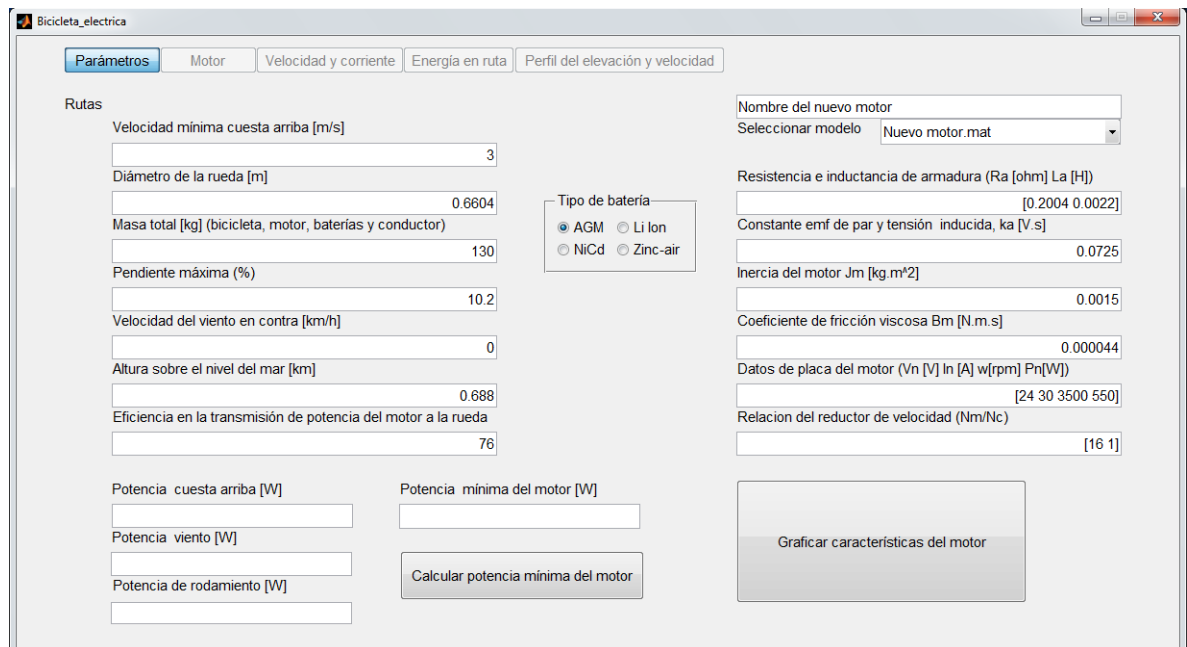 Bicicleta_electrica
Parámetros Motor Velocidad y corriente Energía en ruta Perfil del elevación y velocidad
Rutas
Velocidad mínima cuesta arriba [m/s]
3
Diámetro de la rueda [m]
0.6604
Masa total [kg] (bicicleta, motor, baterías y conductor)
130
Pendiente máxima (%)
10.2
Velocidad del viento en contra [km/h]
0
Altura sobre el nivel del mar [km]
0.688
Eficiencia en la transmisión de potencia del motor a la rueda
76
Tipo de batería
AGM Li Ion
NiCd Zinc-air
Nombre del nuevo motor
Seleccionar modelo Nuevo motor.mat
Resistencia e inductancia de armadura (Ra [ohm] La [H])
[0.2004 0.0022]
Constante emf de par y tensión inducida, ka [V.s]
0.0725
Inercia del motor Jm [kg.m^2]
0.0015
Coeficiente de fricción viscosa Bm [N.m.s]
0.000044
Datos de placa del motor (Vn [V] In [A] w[rpm] Pn[W])
[24 30 3500 550]
Relacion del reductor de velocidad (Nm/Nc)
[16 1]
Potencia cuesta arriba [W]
Potencia viento [W]
Potencia de rodamiento [W]
Potencia mínima del motor [W]
Calcular potencia mínima del motor
Graficar características del motor